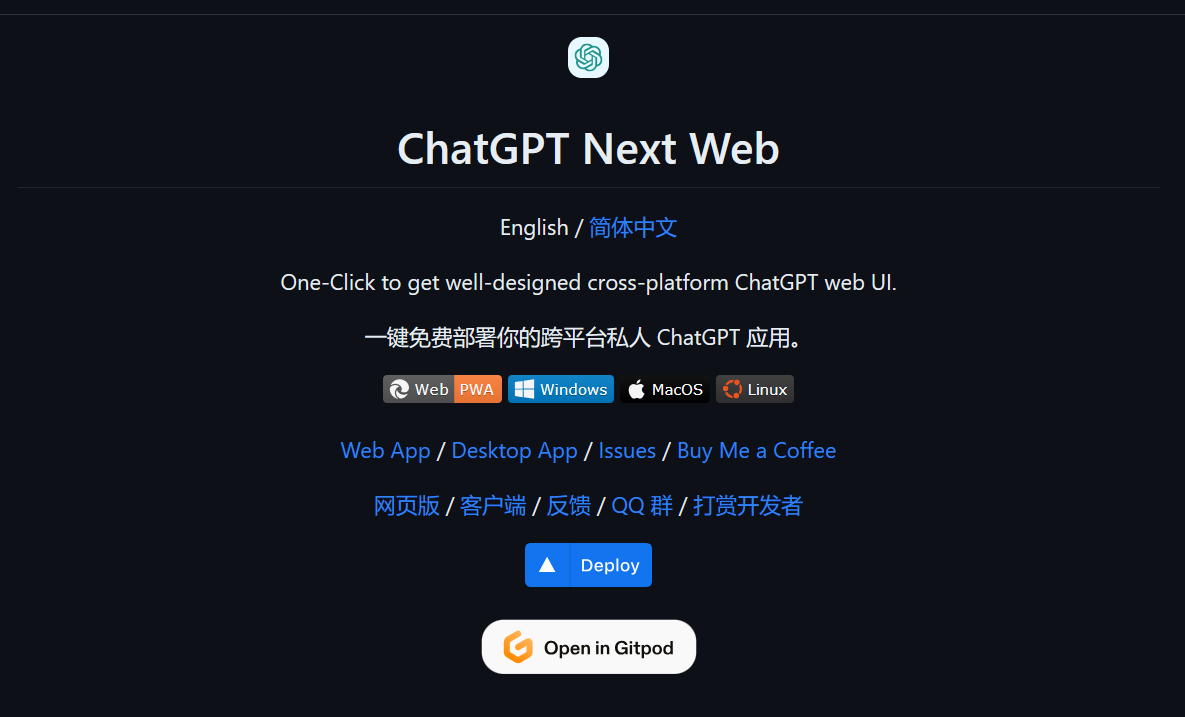 ChatGPT Next Web
English / 简体中文
One-Click to get well-designed cross-platform ChatGPT web UI.
一键免费部署你的跨平台私人 ChatGPT 应用。
Web PWA Windows MacOS Linux
Web App / Desktop App / Issues / Buy Me a Coffee
网页版 / 客户端 / 反馈 / QQ 群 / 打赏开发者
Deploy
Open in Gitpod